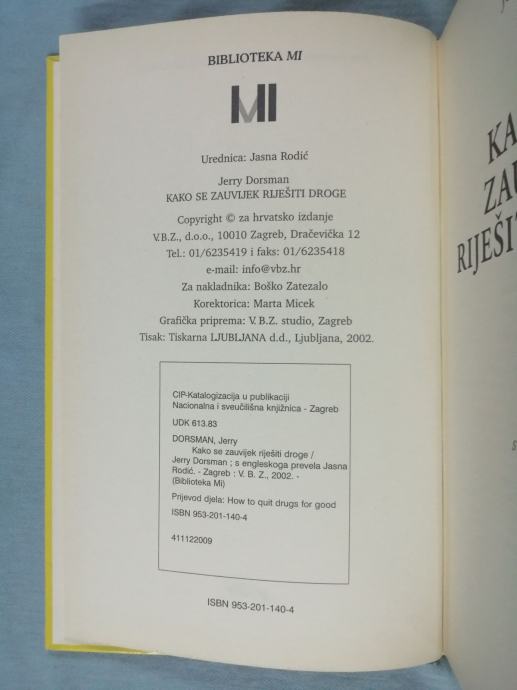 BIBLIOTEKA MI
MI
Urednica: Jasna Rodić
Jerry Dorsman
KAKO SE ZAUVIJEK RIJEŠITI DROGE
Copyright © za hrvatsko izdanje
V.B.Z., d.o.o., 10010 Zagreb, Dračevička 12
Tel.: 01/6235419 i faks: 01/6235418
e-mail: info@vbz.hr
Za nakladnika: Boško Zatezalo
Korektorica: Marta Micek
Grafička priprema: V. B.Z. studio, Zagreb
Tisak: Tiskarna LJUBLJANA d.d., Ljubljana, 2002.
CIP-Katalogizacija u publikaciji
Nacionalna i sveučilišna knjižnica - Zagreb
UDK 613.83
DORSMAN, Jerry
Kako se zauvijek riješiti droge /
Jerry Dorsman ; s engleskoga prevela Jasna
Rodić. - Zagreb : V. B. Z., 2002. -
(Biblioteka Mi)
Prijevod djela: How to quit drugs for good
ISBN 953-201-140-4
411122009
ISBN 953-201-140-4
KA
ZAU
RIJEŠIT